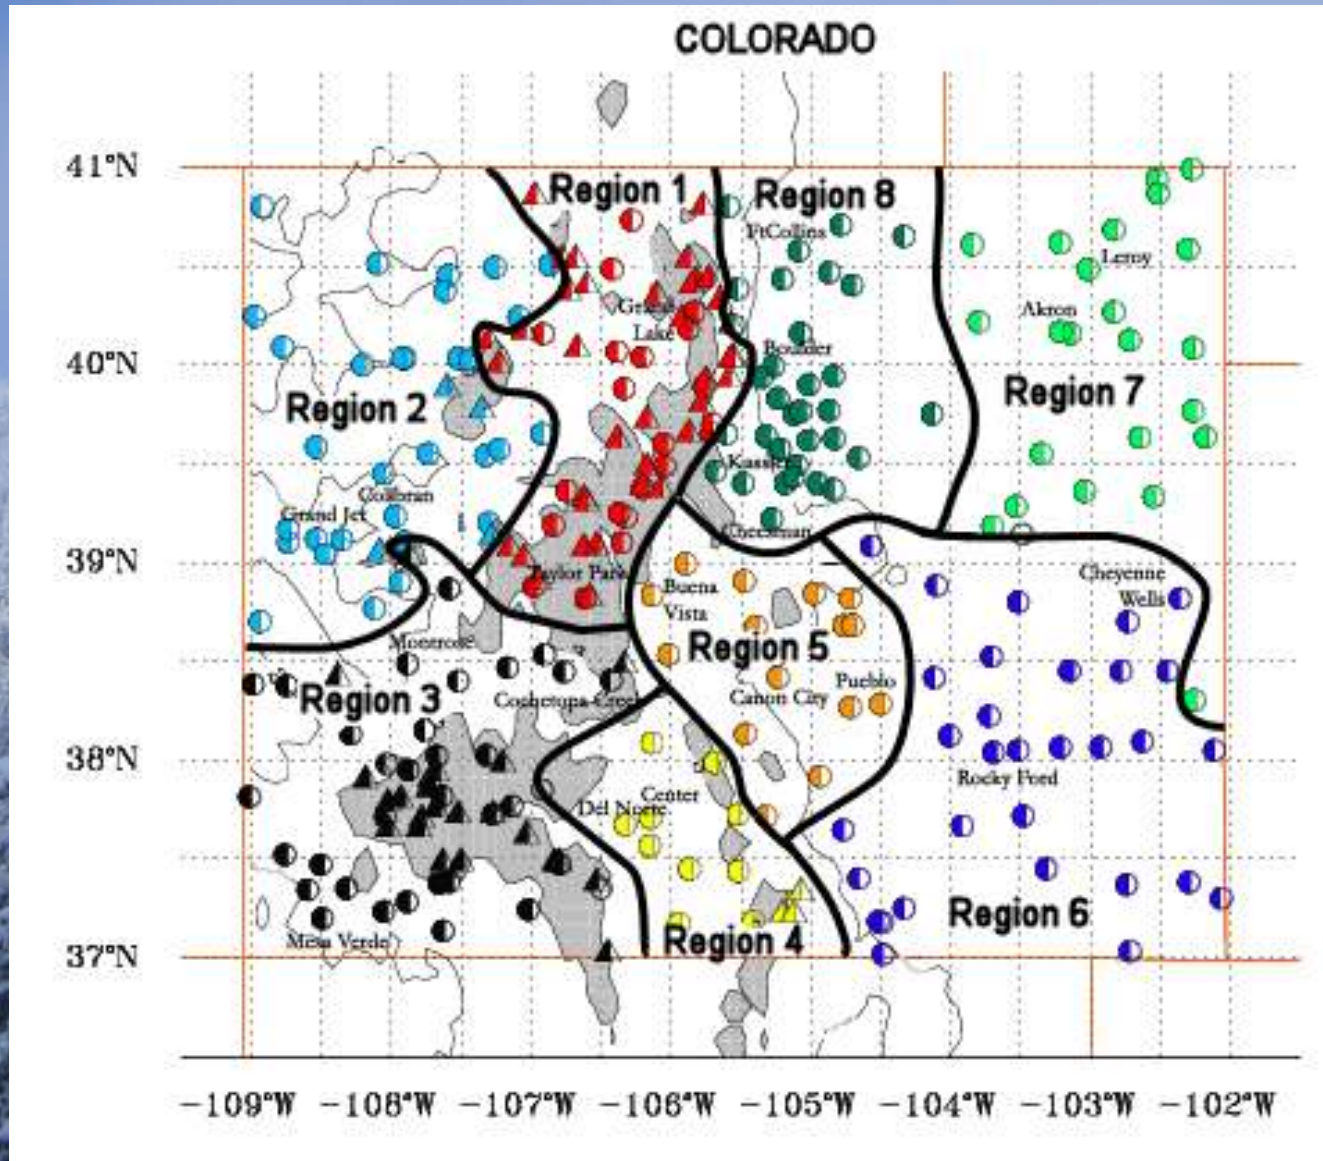 COLORADO
41°N
40°N
39°N
38°N
37°N
Region 1
Region 8
FtCollins
Leroy
Grand
Lake
Akron
Boulder
Region 2
Region 7
Kassler
Collbran
Grand Jct
Cheesman
Taylor Park
Buena
Vista
Cheyenne
Wells
Montrose
Region 5
Region 3
Cochetopa Creek
Canon City
Pueblo
Rocky Ford
Center
Del Norte
Mesa Verde
Region 4
Region 6
-109°W -108°W -107°W -106°W -105°W -104°W -103°W -102°W